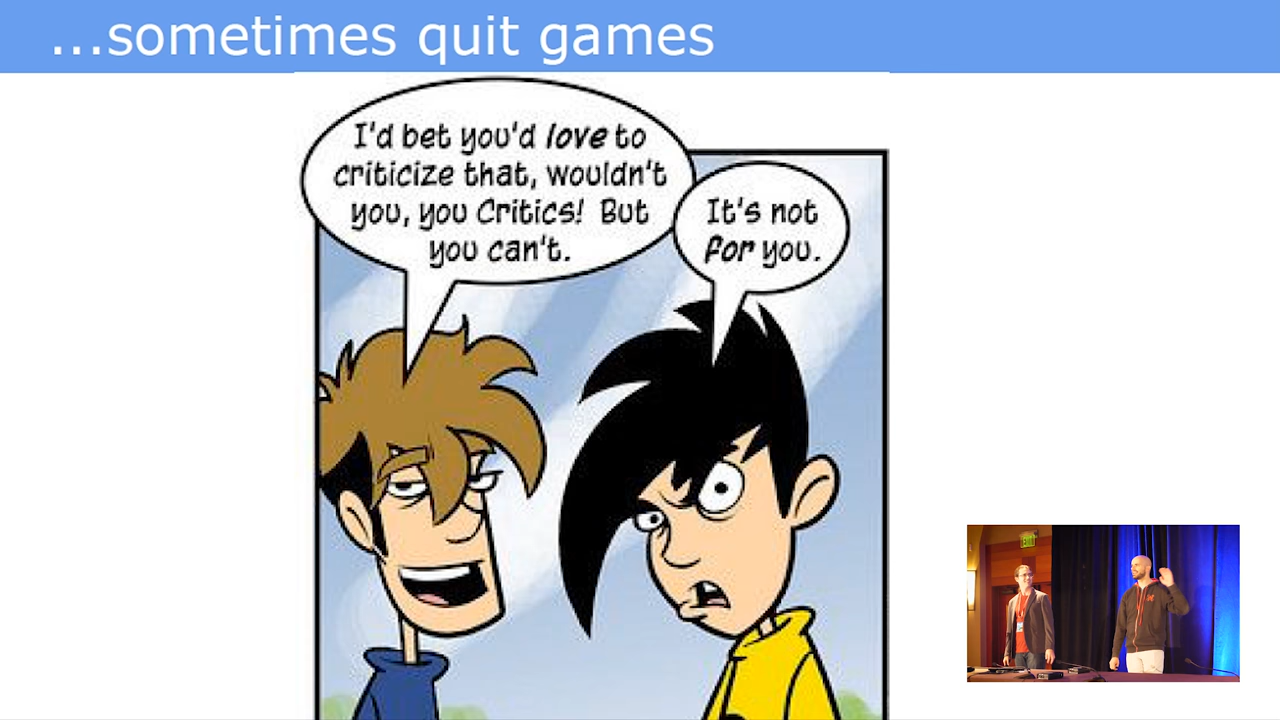 ...sometimes quit games
I'd bet you'd love to
criticize that, wouldn't
you, you Critics! But
you can't.
It's not
for you.